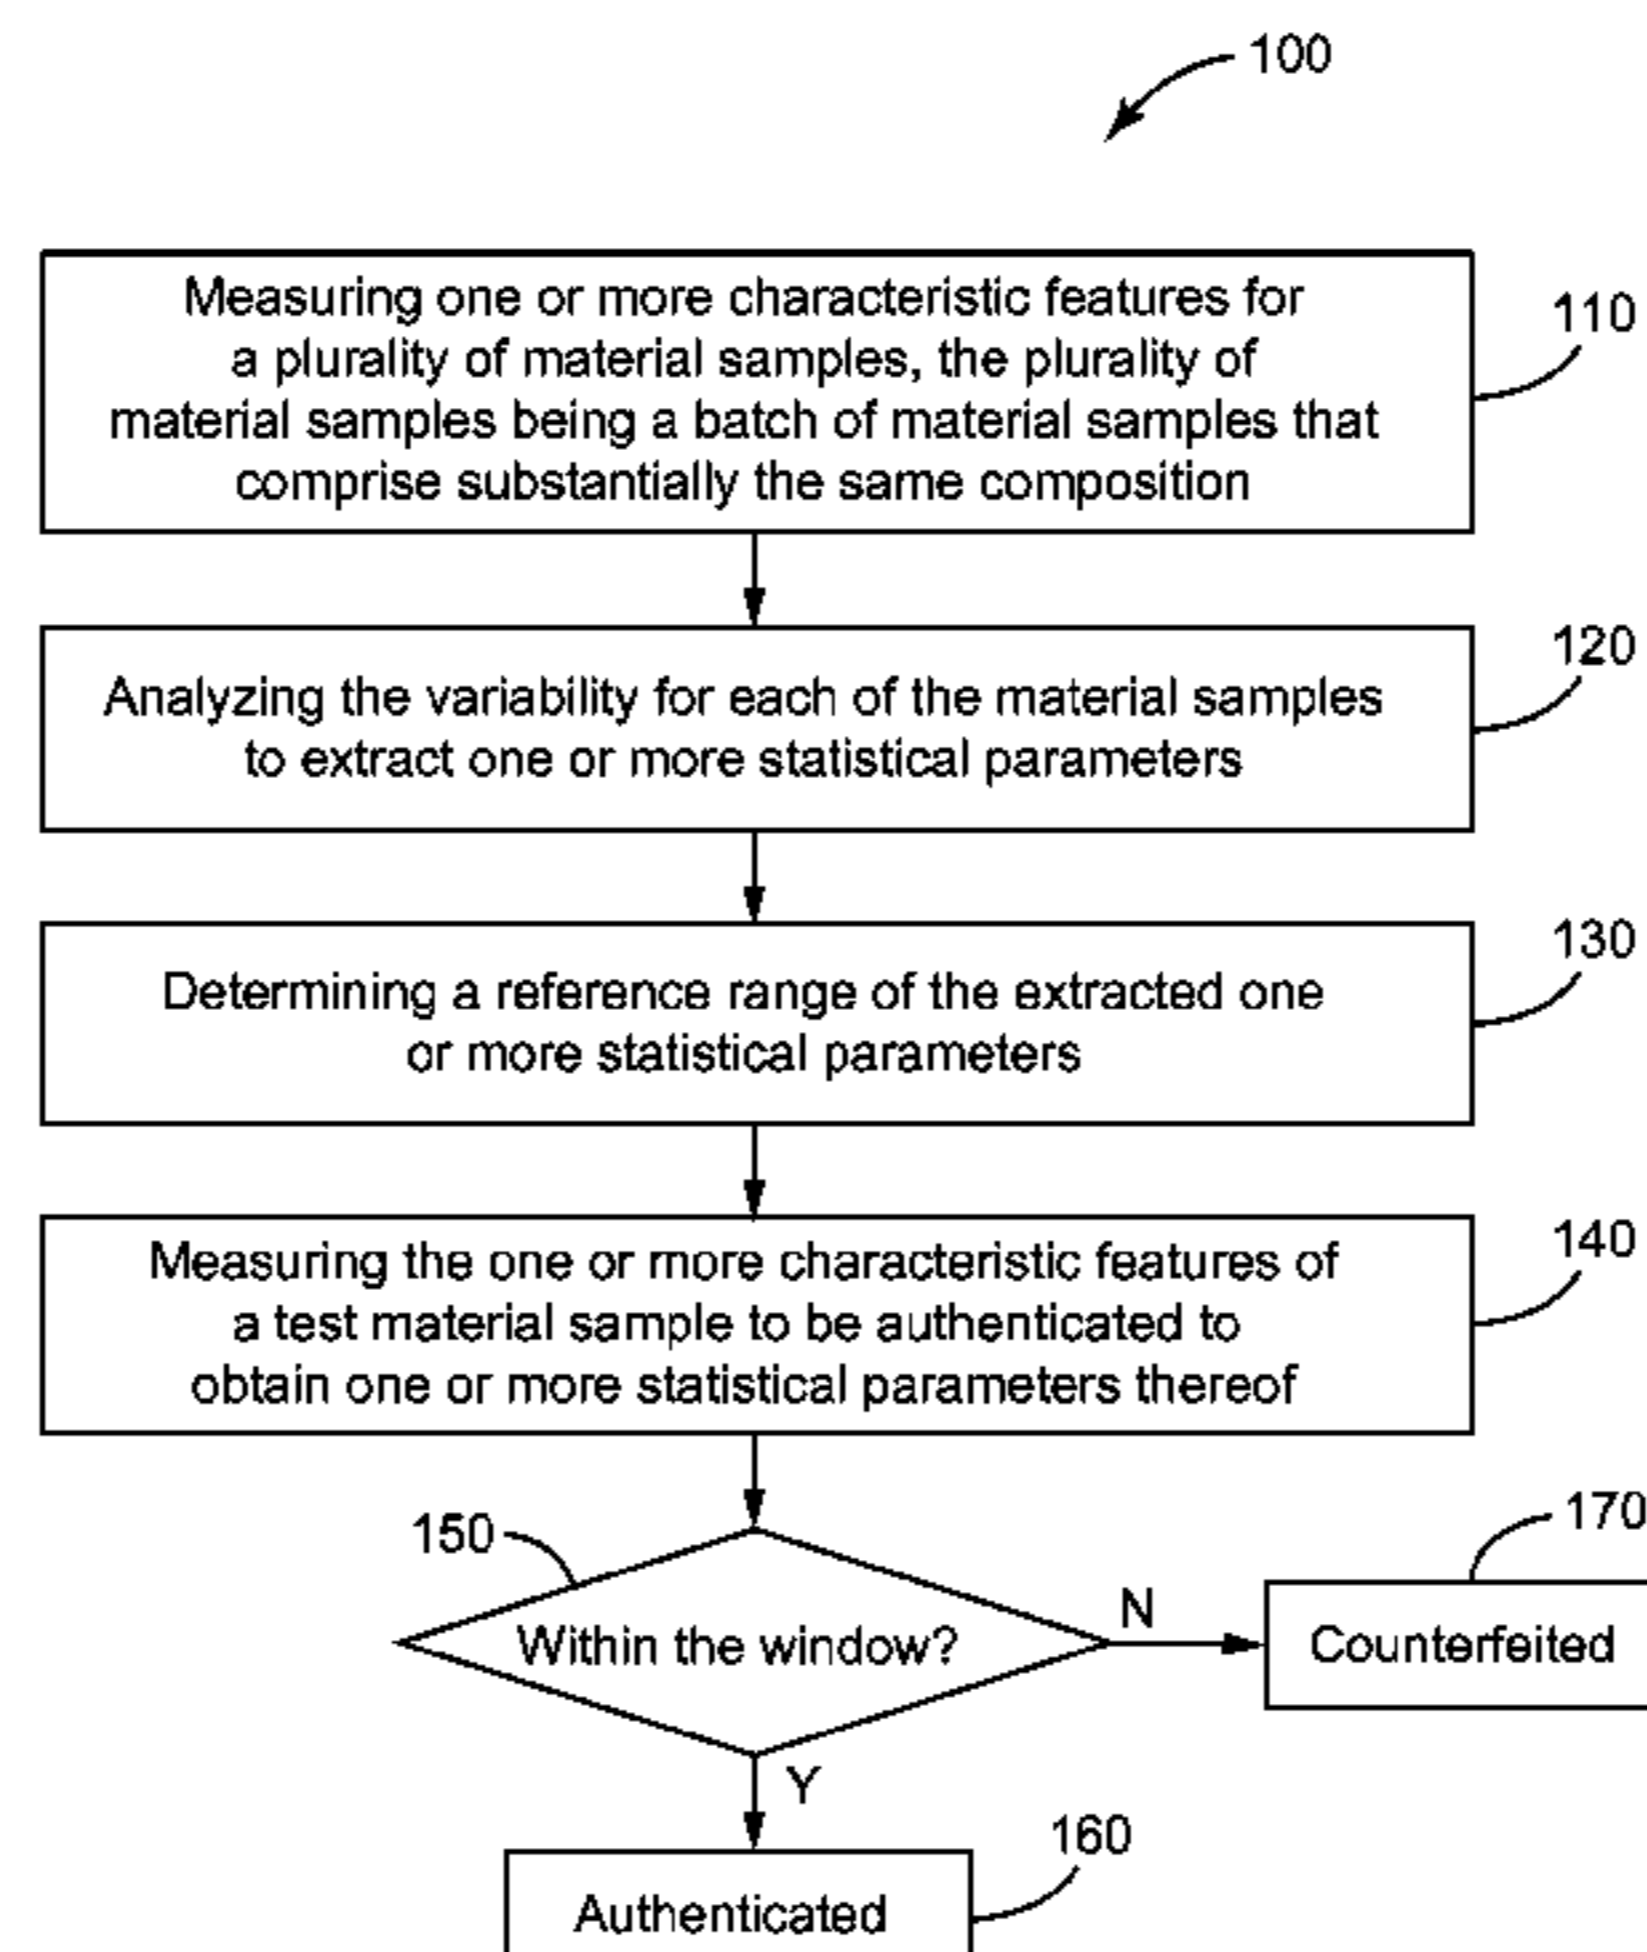 100
Measuring one or more characteristic features for
a plurality of material samples, the plurality of
material samples being a batch of material samples that
comprise substantially the same composition
110
Analyzing the variability for each of the material samples
to extract one or more statistical parameters
120
Determining a reference range of the extracted one
or more statistical parameters
130
Measuring the one or more characteristic features of
a test material sample to be authenticated to
obtain one or more statistical parameters thereof
140
150
Within the window?
N
170
Counterfeited
Y
160
Authenticated